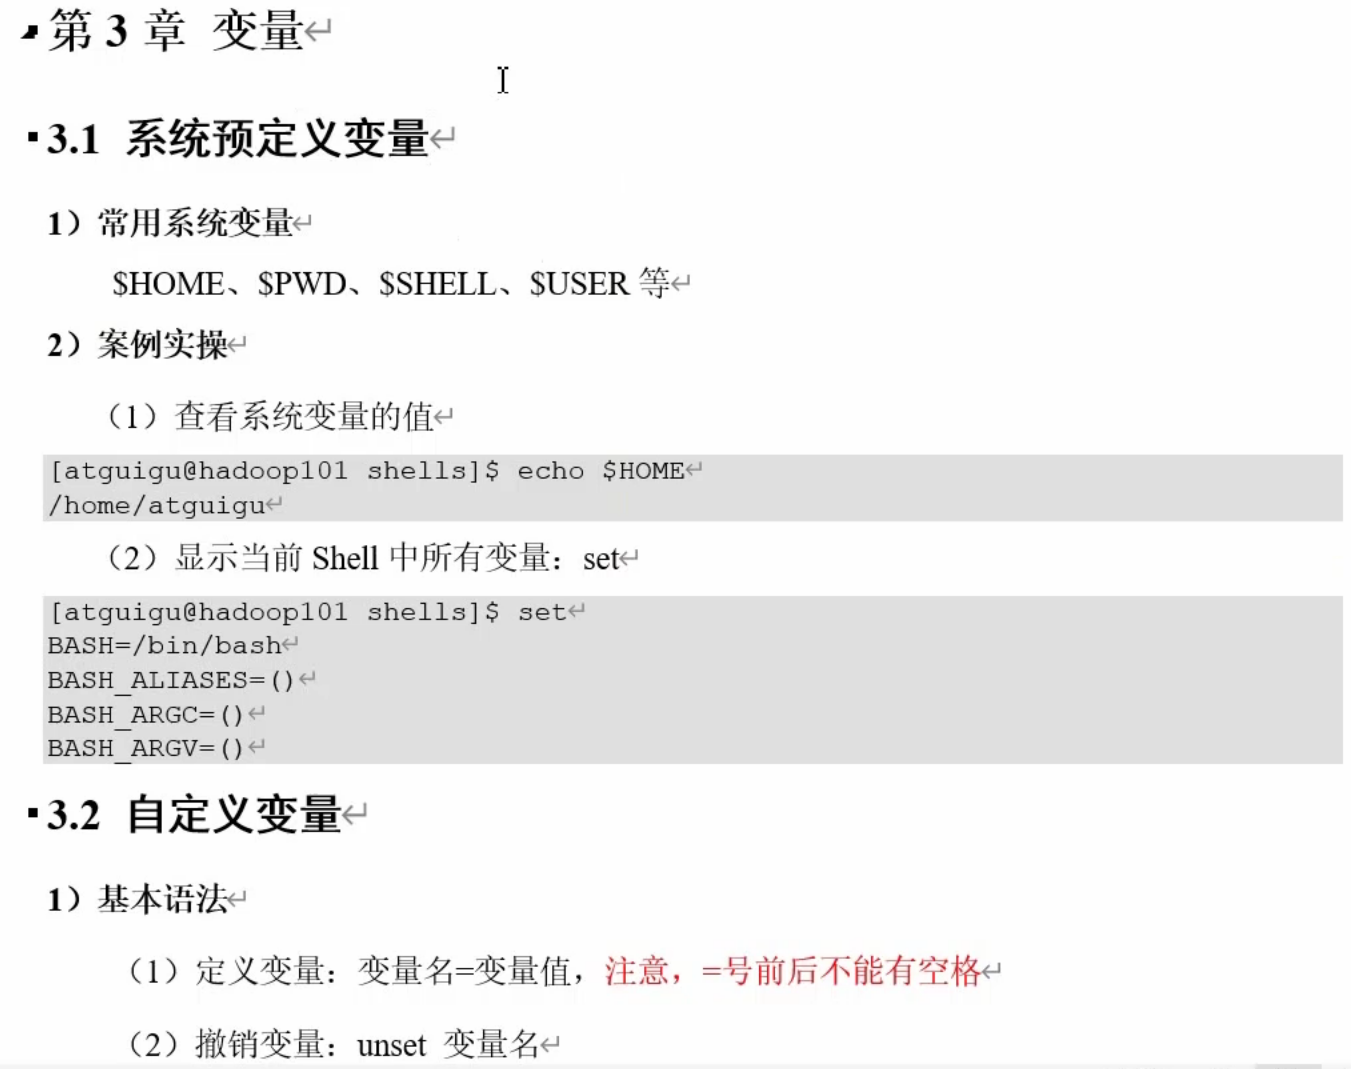 第 3 章 变量
3.1 系统预定义变量
1）常用系统变量
$HOME、$PWD、$SHELL、$USER 等
2）案例实操
（1）查看系统变量的值
[atguigu@hadoop101 shells]$ echo $HOME
/home/atguigu
（2）显示当前 Shell 中所有变量：set
[atguigu@hadoop101 shells]$ set
BASH=/bin/bash
BASH_ALIASES=()
BASH_ARGC=()
BASH_ARGV=()
3.2 自定义变量
1）基本语法
（1）定义变量：变量名=变量值，注意，=号前后不能有空格
（2）撤销变量：unset 变量名